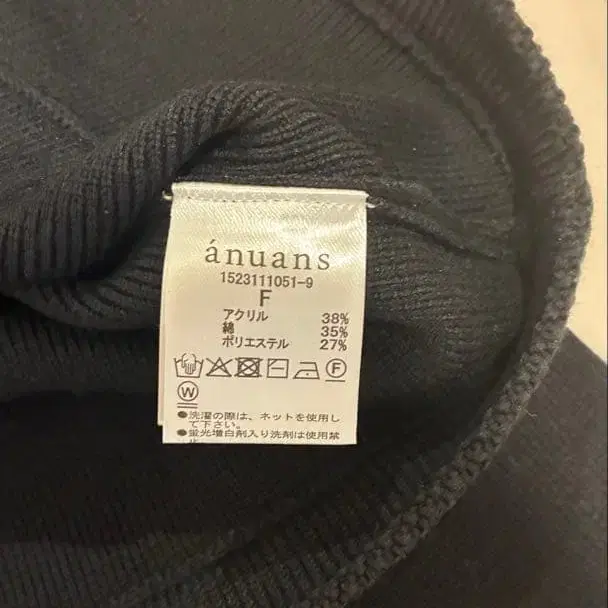 ánuans
1523111051-9
F
アクリル 38%
綿 35%
ポリエステル 27%
F
W
●洗濯の際は、ネットを使用し
て下さい。
●蛍光増白剤入り洗剤は使用禁